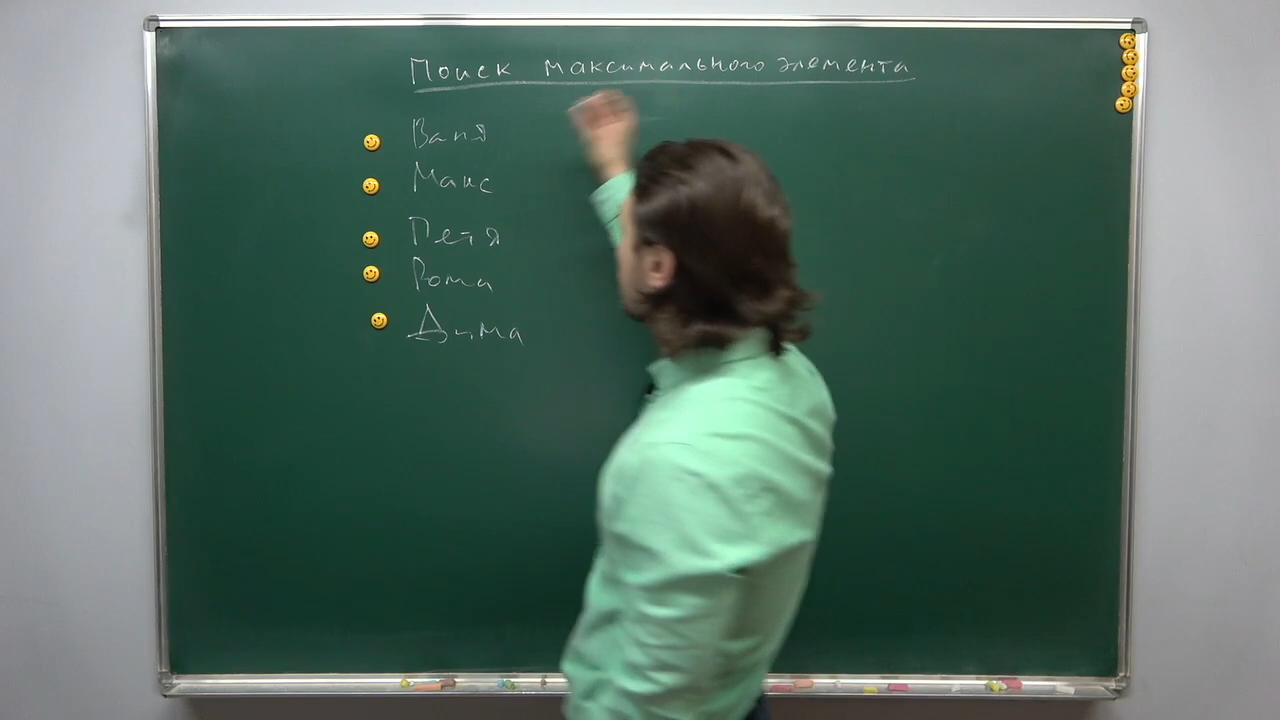 Поиск максимального элемента
Ваня
Макс
Петя
Рома
Дима